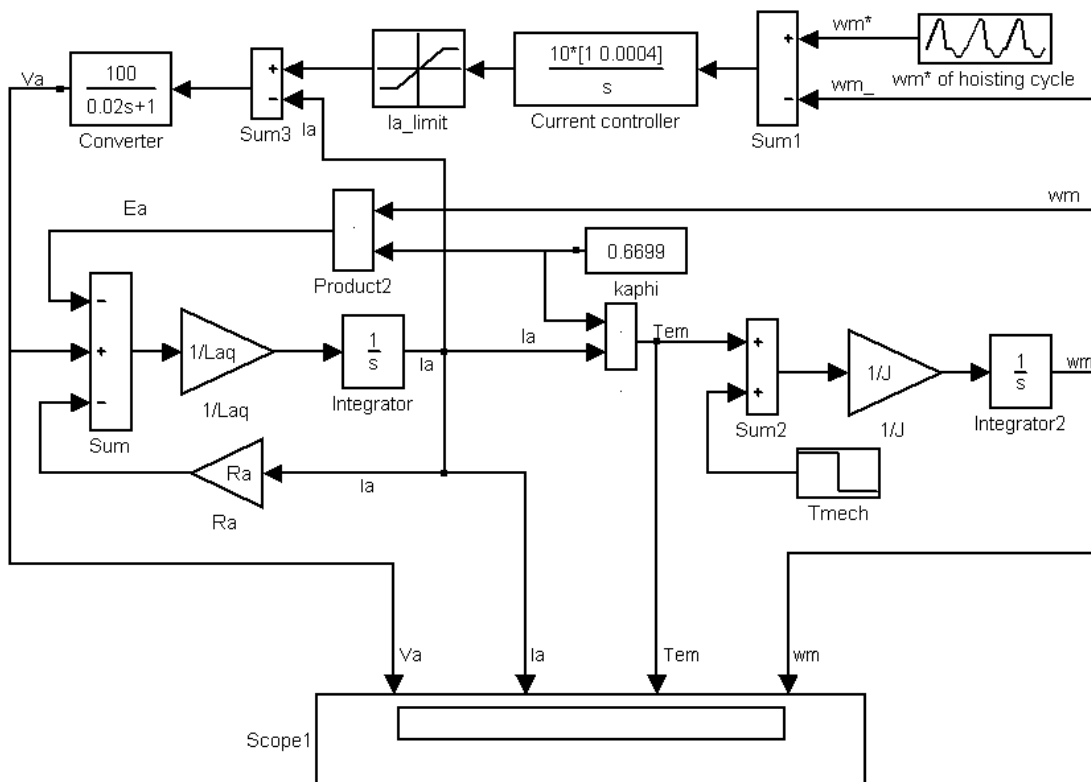 wm*
wm* of hoisting cycle
10*[1 0.0004]
s
Current controller
Ia_limit
+
−
Sum3
Ia
100
0.02s+1
Converter
Va
+
−
Sum1
wm_
Ea
Product2
wm
0.6699
kaphi
−
+
−
Sum
1/Laq
1/Laq
1
s
Integrator
Ia
Ia
Tem
+
+
Sum2
1/J
1/J
1
s
Integrator2
wm
Ra
Ra
Ia
Tmech
Va
Ia
Tem
wm
Scope1